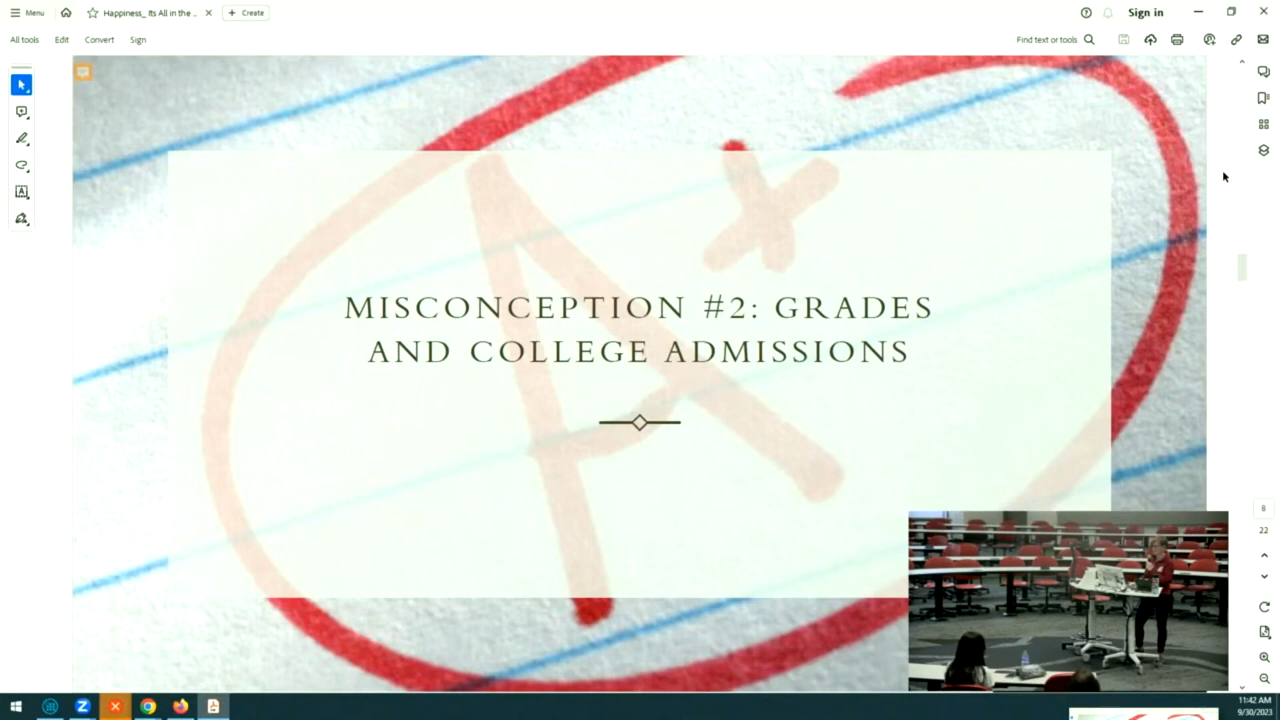 Menu
Happiness_ Its All in the ..
Create
Sign in
All tools
Edit
Convert
Sign
Find text or tools
A+
MISCONCEPTION #2: GRADES
AND COLLEGE ADMISSIONS
8
22
11:42 AM
9/30/2023